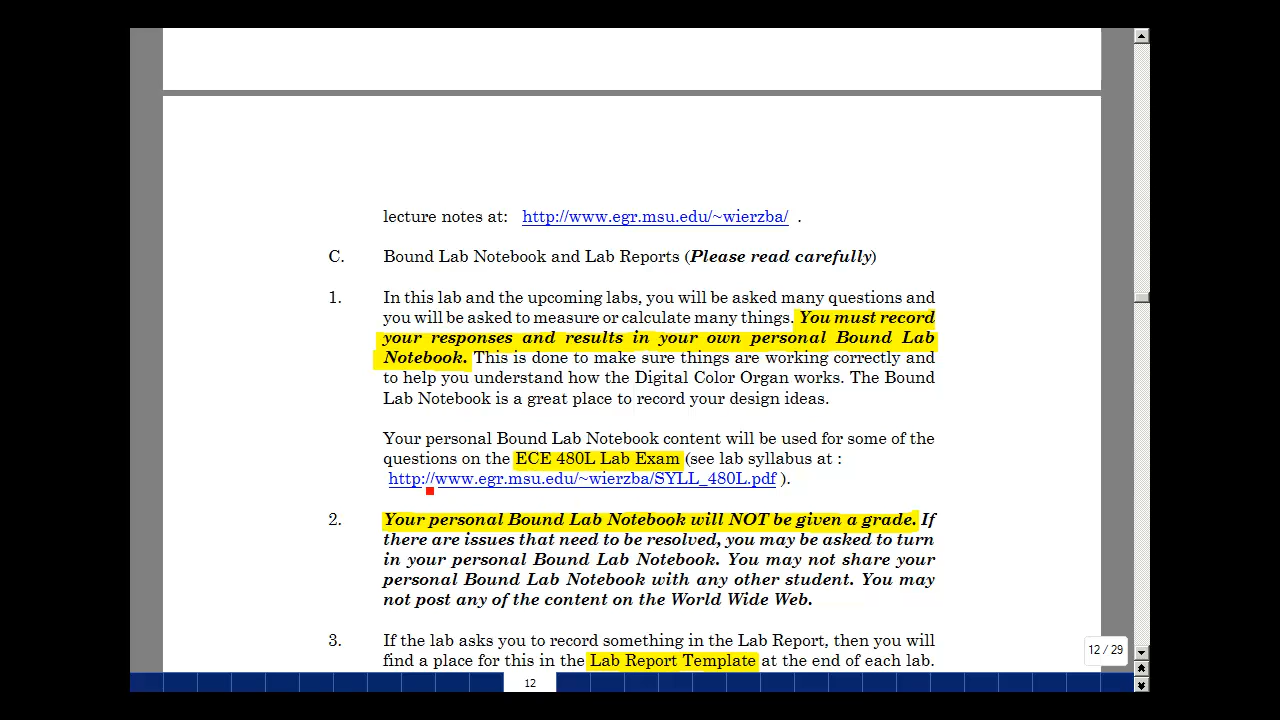 lecture notes at: http://www.egr.msu.edu/~wierzba/ .
C. Bound Lab Notebook and Lab Reports (Please read carefully)
1. In this lab and the upcoming labs, you will be asked many questions and
you will be asked to measure or calculate many things. You must record
your responses and results in your own personal Bound Lab
Notebook. This is done to make sure things are working correctly and
to help you understand how the Digital Color Organ works. The Bound
Lab Notebook is a great place to record your design ideas.
Your personal Bound Lab Notebook content will be used for some of the
questions on the ECE 480L Lab Exam (see lab syllabus at :
http://www.egr.msu.edu/~wierzba/SYLL_480L.pdf ).
2. Your personal Bound Lab Notebook will NOT be given a grade. If
there are issues that need to be resolved, you may be asked to turn
in your personal Bound Lab Notebook. You may not share your
personal Bound Lab Notebook with any other student. You may
not post any of the content on the World Wide Web.
3. If the lab asks you to record something in the Lab Report, then you will
find a place for this in the Lab Report Template at the end of each lab.
12 / 29
12